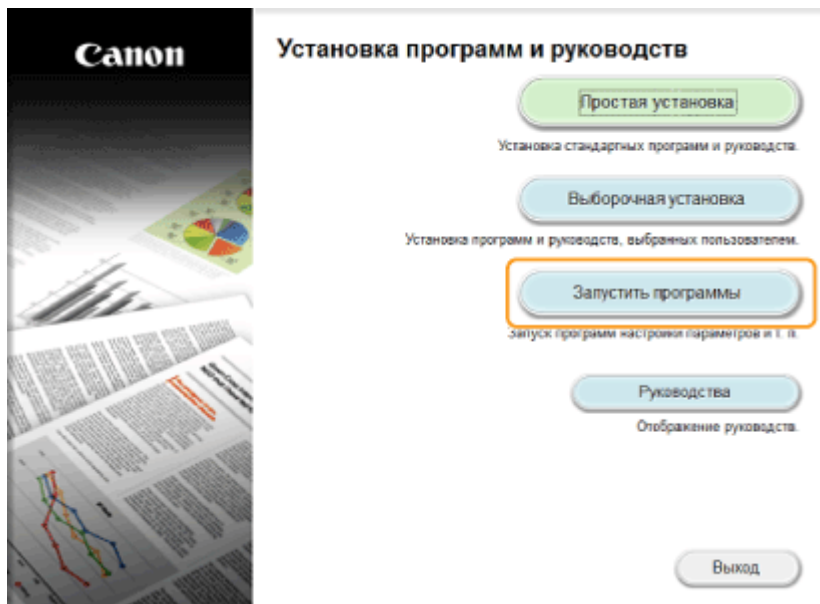 Canon
Установка программ и руководств
Простая установка
Установка стандартных программ и руководств.
Выборочная установка
Установка программ и руководств, выбранных пользователем.
Запустить программы
Запуск программ настройки параметров и т. п.
Руководства
Отображение руководств.
Выход